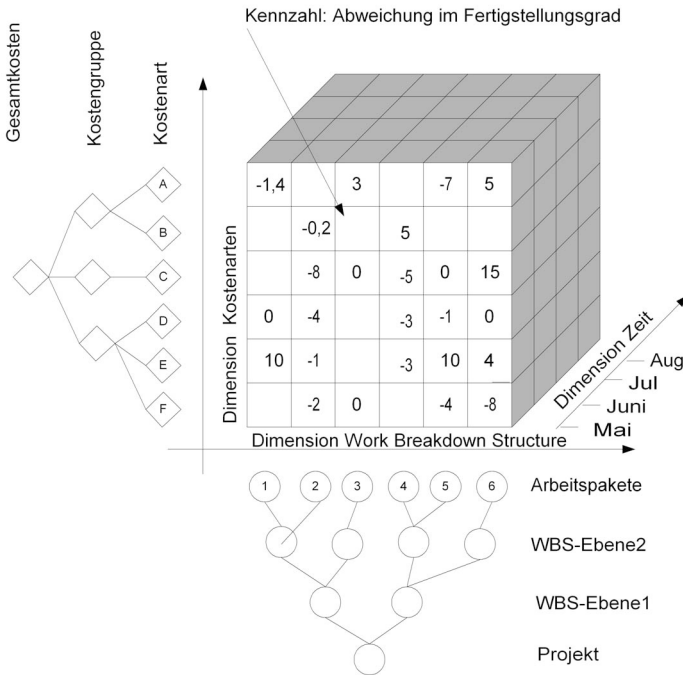 Kennzahl: Abweichung im Fertigstellungsgrad
Gesamtkosten
Kostengruppe
Kostenart
A
B
C
D
E
F
Dimension Kostenarten
-1,4 3 -7 5
-0,2 5
-8 0 -5 0 15
0 -4 -3 -1 0
10 -1 -3 10 4
-2 0 -4 -8
Dimension Zeit
Aug
Jul
Juni
Mai
Dimension Work Breakdown Structure
1 2 3 4 5 6 Arbeitspakete
WBS-Ebene2
WBS-Ebene1
Projekt